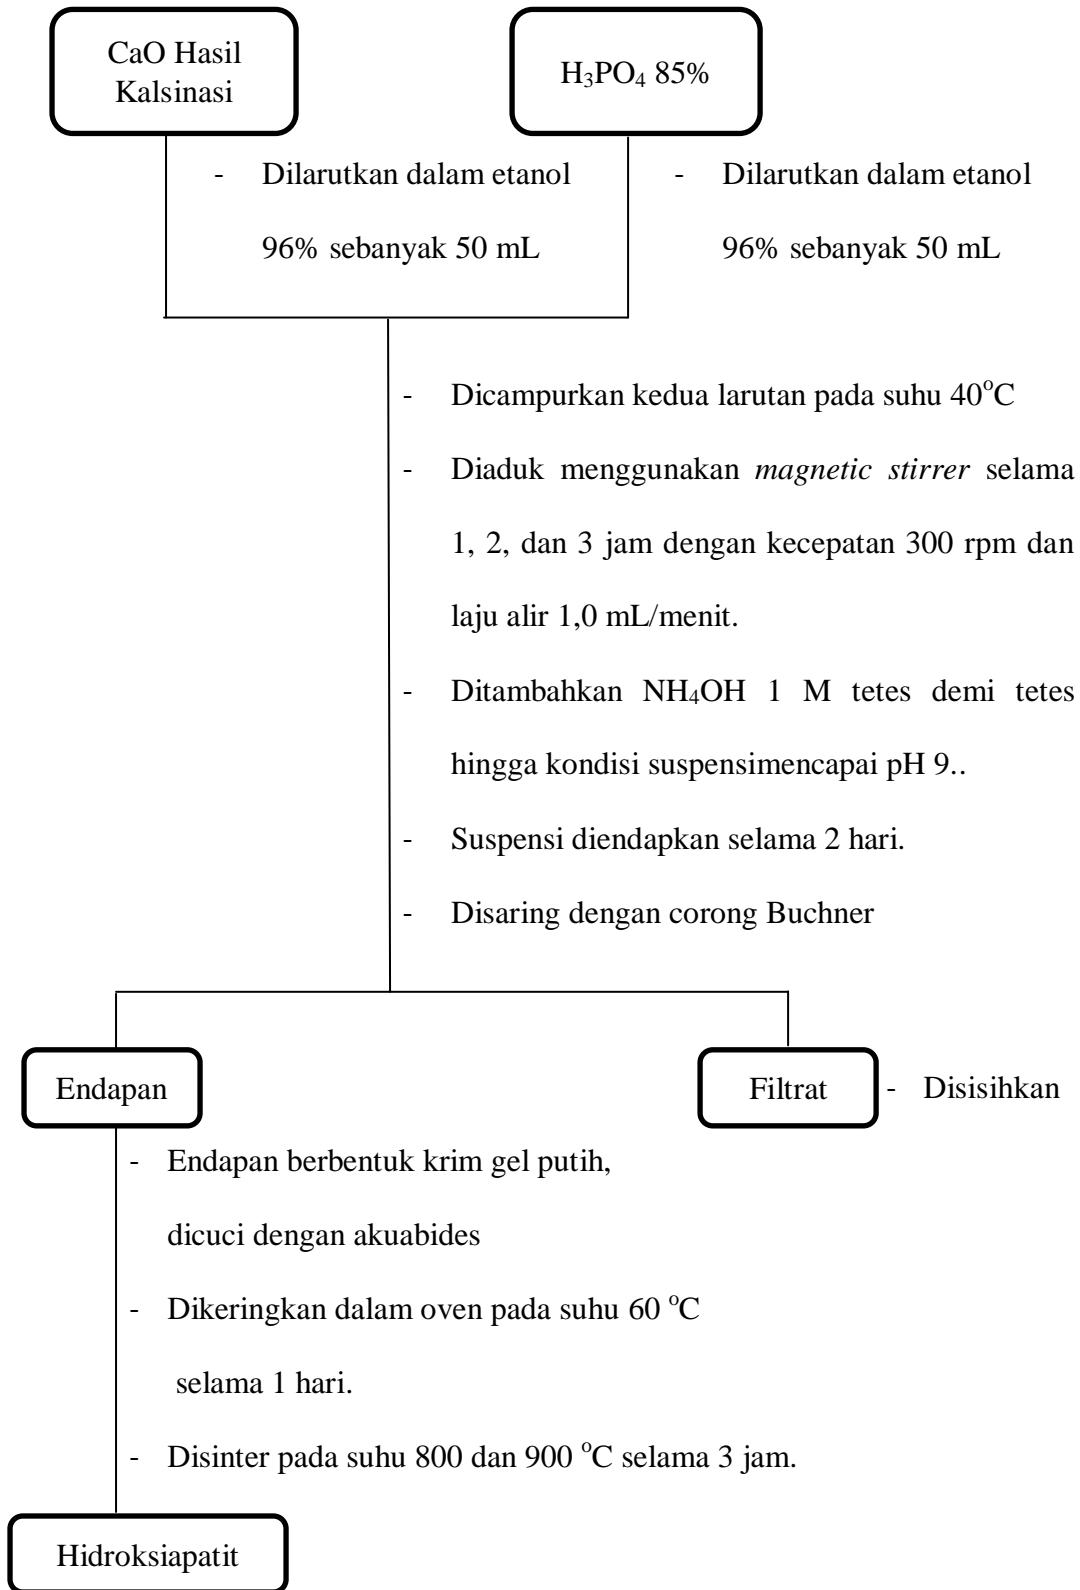 CaO Hasil
Kalsinasi
H₃PO₄ 85%
- Dilarutkan dalam etanol
96% sebanyak 50 mL
- Dilarutkan dalam etanol
96% sebanyak 50 mL
- Dicampurkan kedua larutan pada suhu 40°C
- Diaduk menggunakan magnetic stirrer selama
1, 2, dan 3 jam dengan kecepatan 300 rpm dan
laju alir 1,0 mL/menit.
- Ditambahkan NH₄OH 1 M tetes demi tetes
hingga kondisi suspensimencapai pH 9..
- Suspensi diendapkan selama 2 hari.
- Disaring dengan corong Buchner
Endapan
Filtrat
- Disisihkan
- Endapan berbentuk krim gel putih,
dicuci dengan akuabides
- Dikeringkan dalam oven pada suhu 60 °C
selama 1 hari.
- Disinter pada suhu 800 dan 900 °C selama 3 jam.
Hidroksiapatit